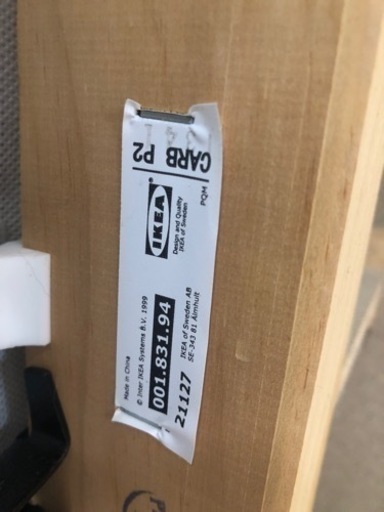 Made in China
© Inter IKEA Systems B.V. 1999
001.831.94
21127
IKEA of Sweden AB
SE-343 81 Älmhult
IKEA
Design and Quality
IKEA of Sweden
PQM
CARB P2